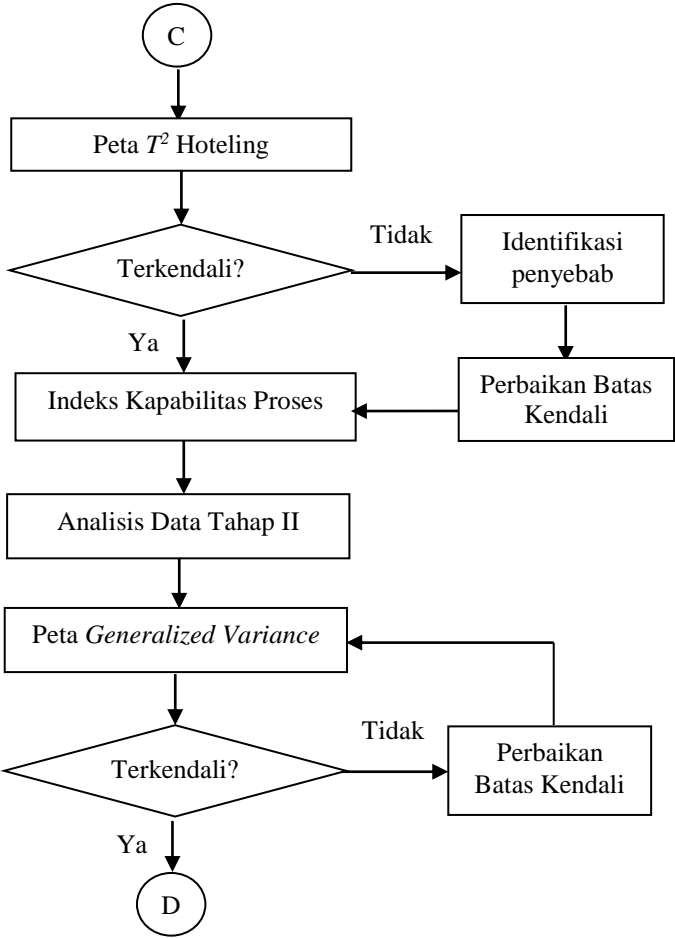 C
Peta T² Hoteling
Terkendali?
Tidak
Identifikasi
penyebab
Ya
Indeks Kapabilitas Proses
Perbaikan Batas
Kendali
Analisis Data Tahap II
Peta Generalized Variance
Terkendali?
Tidak
Perbaikan
Batas Kendali
Ya
D